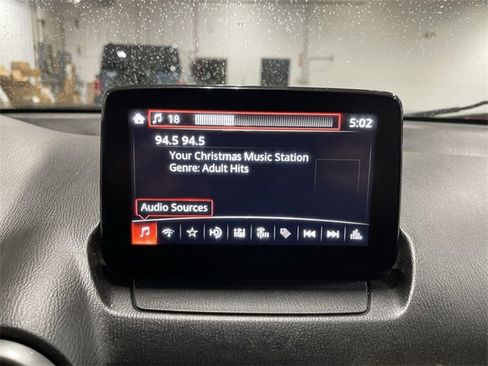 18
5:02
94.5 94.5
Your Christmas Music Station
Genre: Adult Hits
Audio Sources